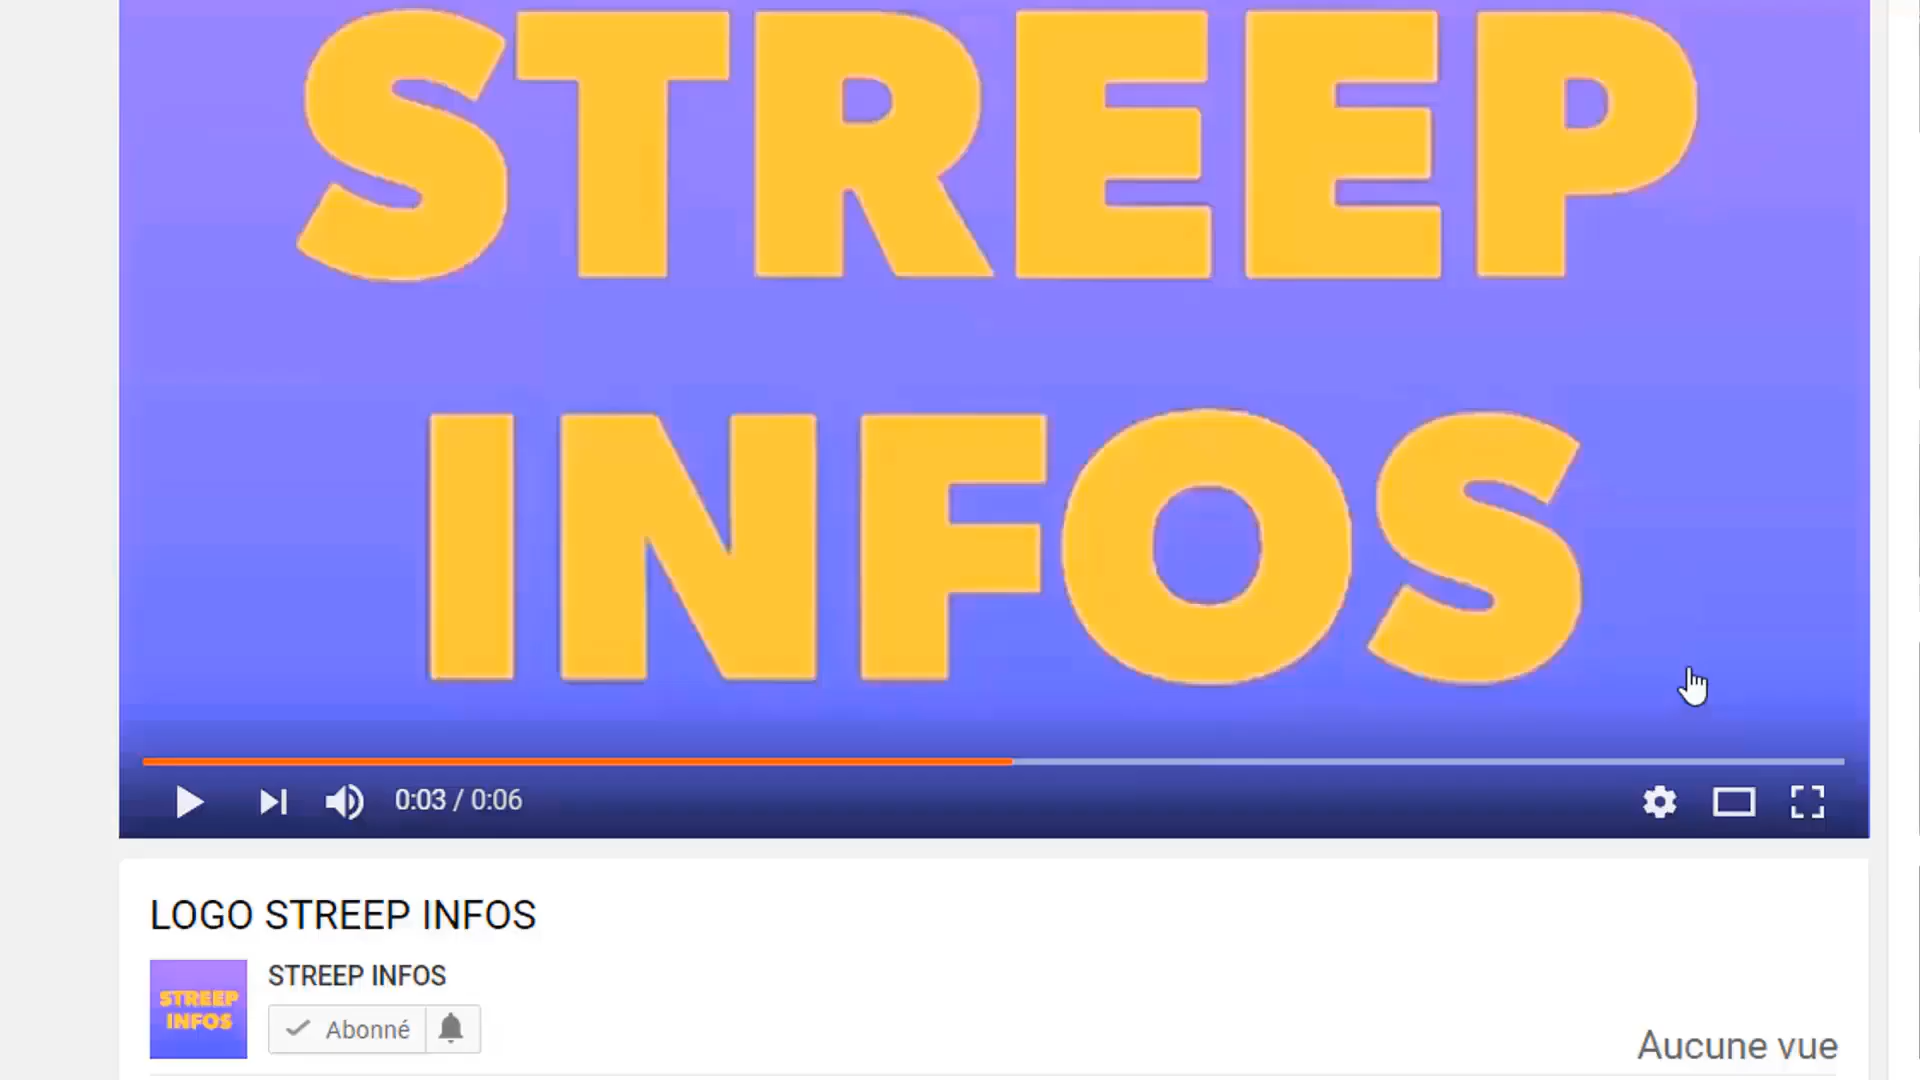 STREEP
INFOS
0:03 / 0:06
LOGO STREEP INFOS
STREEP INFOS
STREEP
INFOS
Abonné
Aucune vue